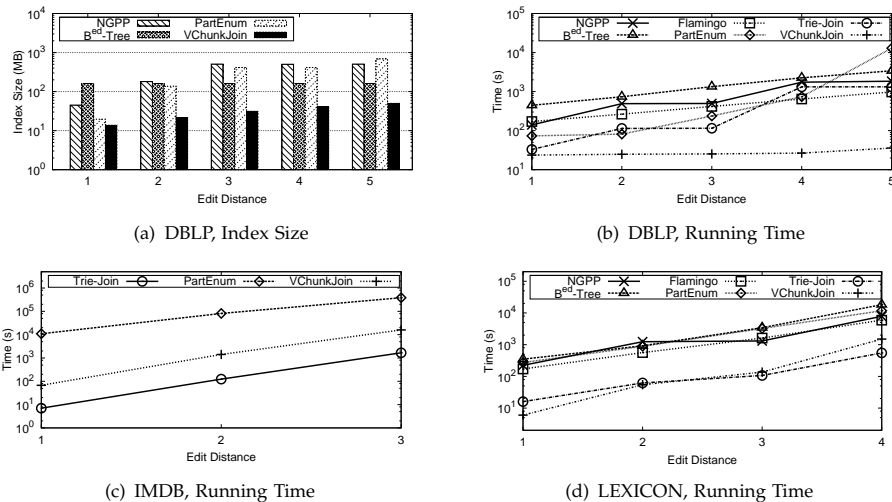 NGPP
B^ed-Tree
PartEnum
VChunkJoin
Index Size (MB)
10^4
10^3
10^2
10^1
10^0
1 2 3 4 5
Edit Distance
(a) DBLP, Index Size
NGPP
B^ed-Tree
Flamingo
PartEnum
Trie-Join
VChunkJoin
Time (s)
10^5
10^4
10^3
10^2
10^1
1 2 3 4 5
Edit Distance
(b) DBLP, Running Time
Trie-Join
PartEnum
VChunkJoin
Time (s)
10^6
10^5
10^4
10^3
10^2
10^1
10^0
1 2 3
Edit Distance
(c) IMDB, Running Time
NGPP
B^ed-Tree
Flamingo
PartEnum
Trie-Join
VChunkJoin
Time (s)
10^5
10^4
10^3
10^2
10^1
1 2 3 4
Edit Distance
(d) LEXICON, Running Time